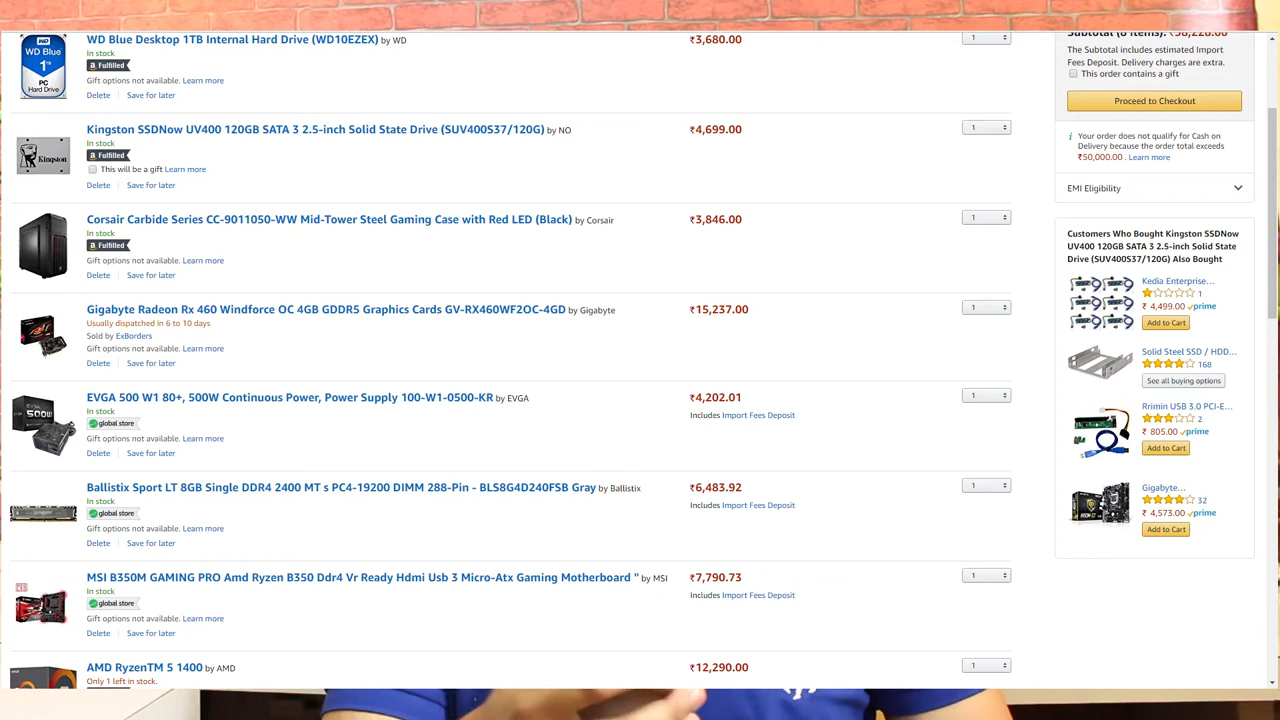 WD Blue Desktop 1TB Internal Hard Drive (WD10EZEX) by WD
₹3,680.00
1
In stock
a Fulfilled
Gift options not available. Learn more
Delete Save for later
WD
WD Blue
1TB
PC
Hard Drive
Kingston SSDNow UV400 120GB SATA 3 2.5-inch Solid State Drive (SUV400S37/120G) by NO
₹4,699.00
1
In stock
a Fulfilled
This will be a gift Learn more
Delete Save for later
Kingston
Corsair Carbide Series CC-9011050-WW Mid-Tower Steel Gaming Case with Red LED (Black) by Corsair
₹3,846.00
1
In stock
a Fulfilled
Gift options not available. Learn more
Delete Save for later
Gigabyte Radeon Rx 460 Windforce OC 4GB GDDR5 Graphics Cards GV-RX460WF2OC-4GD by Gigabyte
₹15,237.00
1
Usually dispatched in 6 to 10 days
Sold by ExBorders
Gift options not available. Learn more
Delete Save for later
EVGA 500 W1 80+, 500W Continuous Power, Power Supply 100-W1-0500-KR by EVGA
₹4,202.01
1
In stock
Includes Import Fees Deposit
global store
Gift options not available. Learn more
Delete Save for later
500W
Ballistix Sport LT 8GB Single DDR4 2400 MT s PC4-19200 DIMM 288-Pin - BLS8G4D240FSB Gray by Ballistix
₹6,483.92
1
In stock
Includes Import Fees Deposit
global store
Gift options not available. Learn more
Delete Save for later
MSI B350M GAMING PRO Amd Ryzen B350 Ddr4 Vr Ready Hdmi Usb 3 Micro-Atx Gaming Motherboard " by MSI
₹7,790.73
1
In stock
Includes Import Fees Deposit
global store
Gift options not available. Learn more
Delete Save for later
AMD RyzenTM 5 1400 by AMD
₹12,290.00
1
Only 1 left in stock.
Subtotal (8 items): ₹58,228.66
The Subtotal includes estimated Import
Fees Deposit. Delivery charges are extra.
This order contains a gift
Proceed to Checkout
i Your order does not qualify for Cash on
Delivery because the order total exceeds
₹50,000.00 . Learn more
EMI Eligibility
Customers Who Bought Kingston SSDNow
UV400 120GB SATA 3 2.5-inch Solid State
Drive (SUV400S37/120G) Also Bought
Kedia Enterprise...
1
₹ 4,499.00 prime
Add to Cart
Solid Steel SSD / HDD...
168
See all buying options
Rrimin USB 3.0 PCI-E...
2
₹ 805.00 prime
Add to Cart
Gigabyte...
32
₹ 4,573.00 prime
Add to Cart